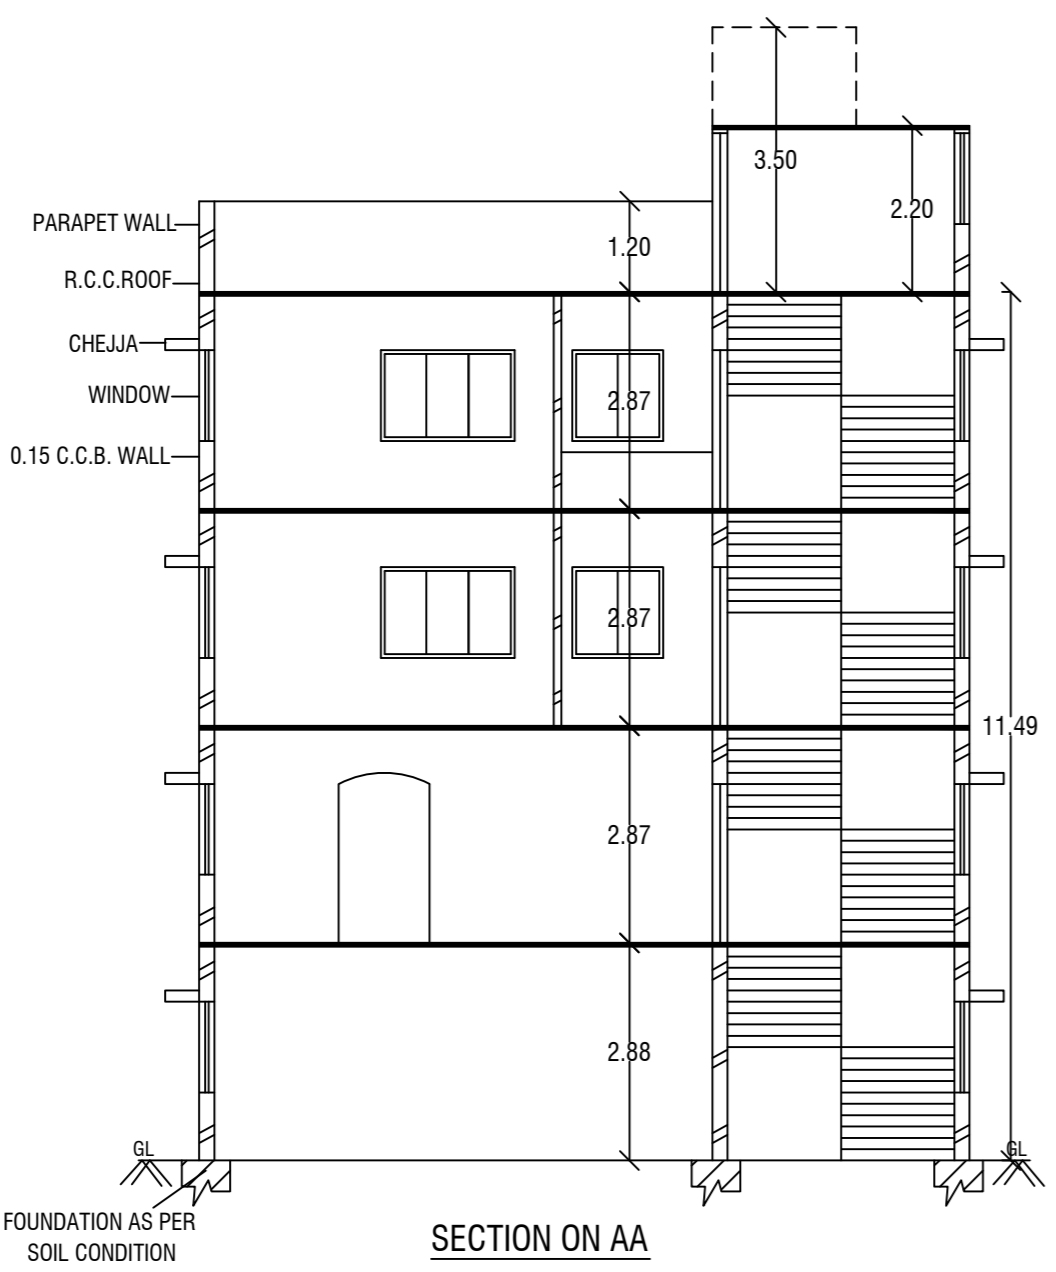 3.50
2.20
PARAPET WALL
1.20
R.C.C.ROOF
CHEJJA
WINDOW
2.87
0.15 C.C.B. WALL
2.87
11.49
2.87
2.88
GL
GL
FOUNDATION AS PER
SOIL CONDITION
SECTION ON AA